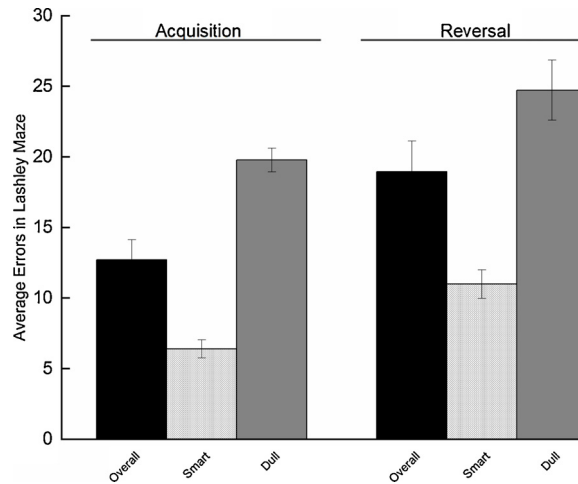 Acquisition Reversal
Average Errors in Lashley Maze
30
25
20
15
10
5
0
Overall Smart Dull Overall Smart Dull